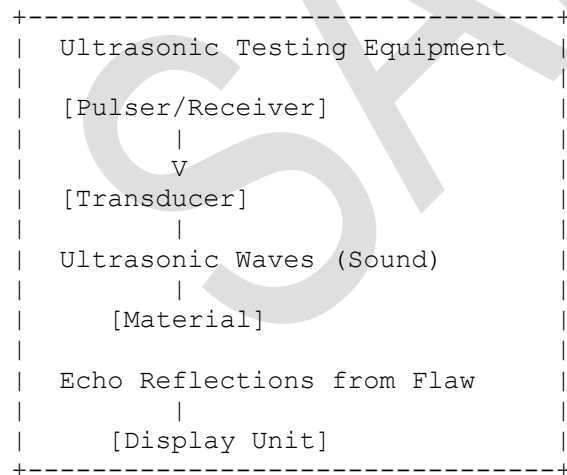 +----------------------------------+
| Ultrasonic Testing Equipment |
| |
| [Pulser/Receiver] |
| | |
| V |
| [Transducer] |
| | |
| Ultrasonic Waves (Sound) |
| | |
| [Material] |
| |
| Echo Reflections from Flaw |
| | |
| [Display Unit] |
+----------------------------------+